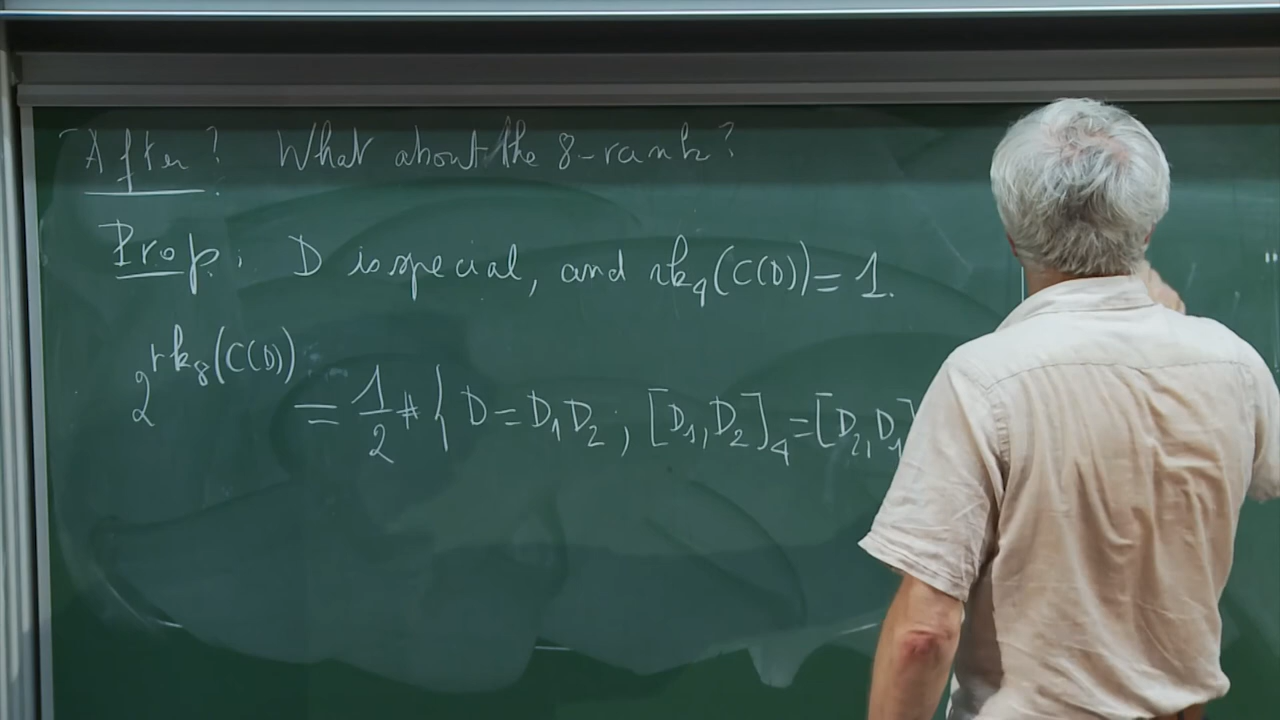 After? What about the 8-rank?
Prop: D is special, and rk₄(C(D))=1.
2^{rk₈(C(D))} = 1/2 # { D=D₁D₂ ; [D₁,D₂]₄=[D₂,D₁]